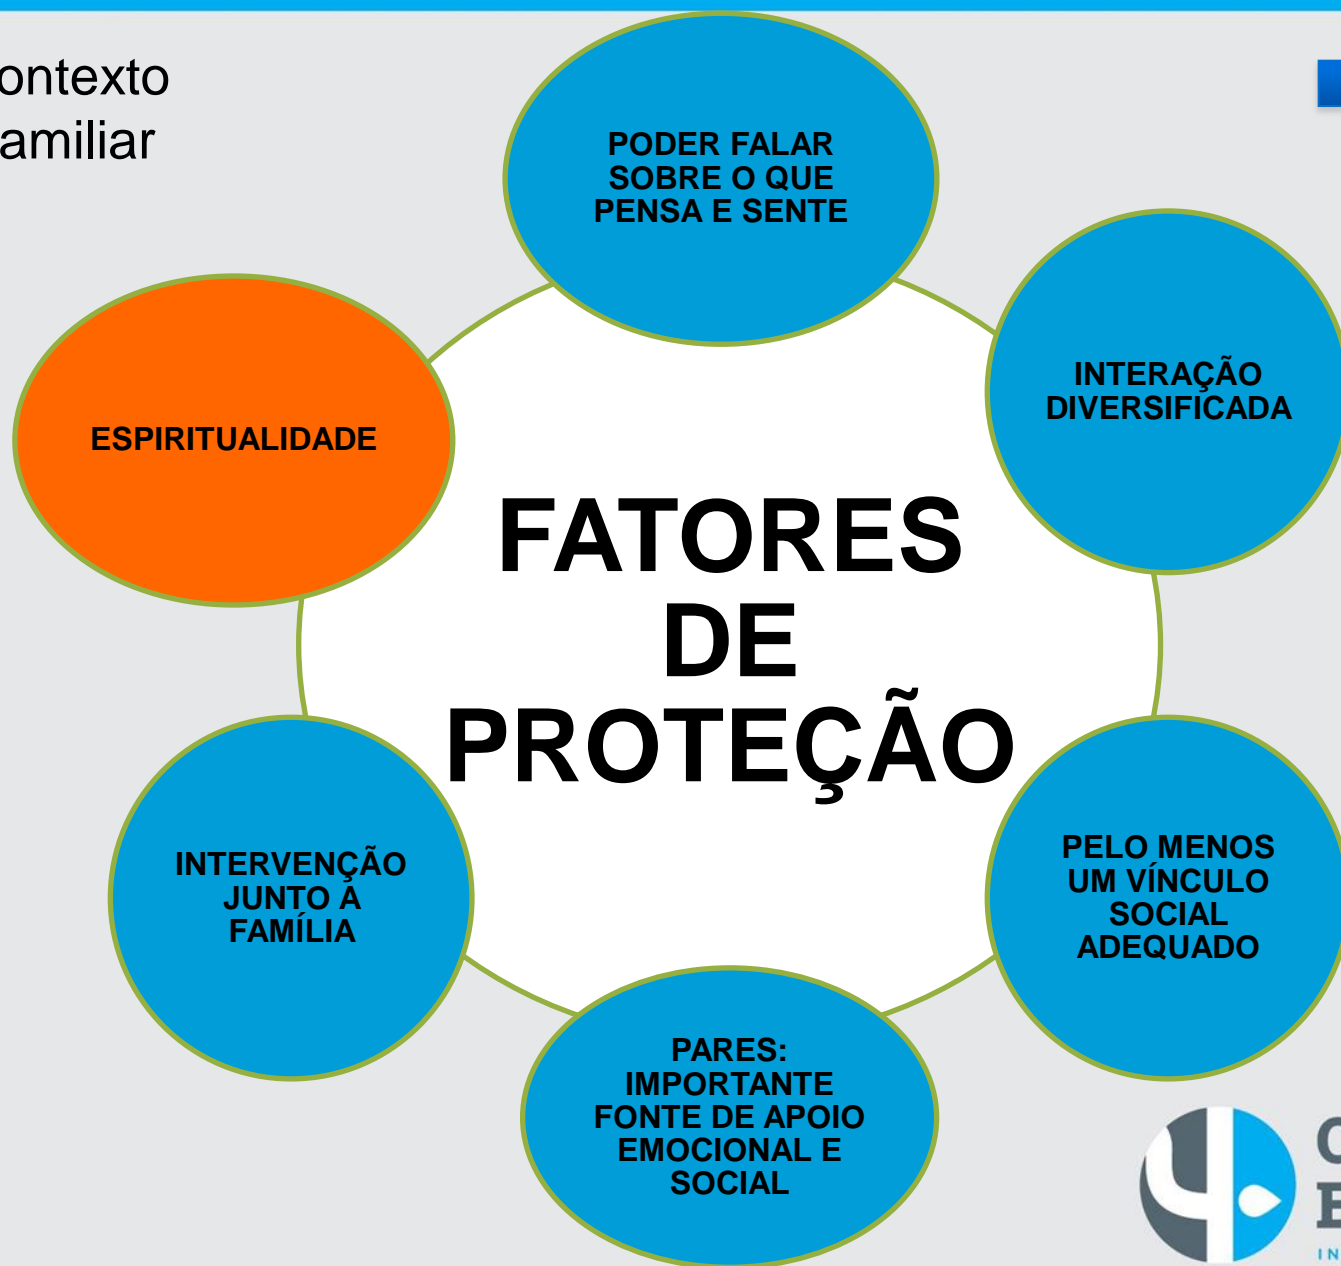 ontexto
amiliar
PODER FALAR
SOBRE O QUE
PENSA E SENTE
INTERAÇÃO
DIVERSIFICADA
ESPIRITUALIDADE
FATORES
DE
PROTEÇÃO
INTERVENÇÃO
JUNTO À
FAMÍLIA
PELO MENOS
UM VÍNCULO
SOCIAL
ADEQUADO
PARES:
IMPORTANTE
FONTE DE APOIO
EMOCIONAL E
SOCIAL
IN